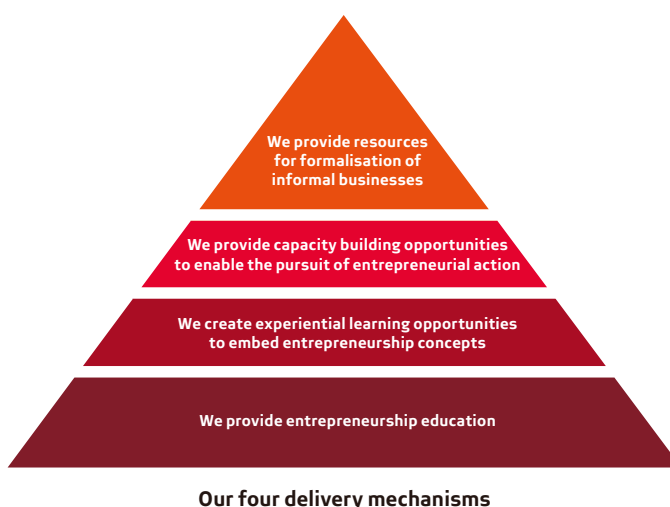 We provide resources
for formalisation of
informal businesses
We provide capacity building opportunities
to enable the pursuit of entrepreneurial action
We create experiential learning opportunities
to embed entrepreneurship concepts
We provide entrepreneurship education
Our four delivery mechanisms